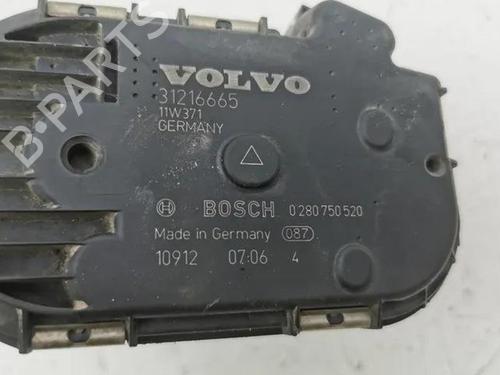 VOLVO
31216665
11W371
GERMANY
BOSCH 0 280 750 520
Made in Germany 087
10912 07:06 4
B-PARTS